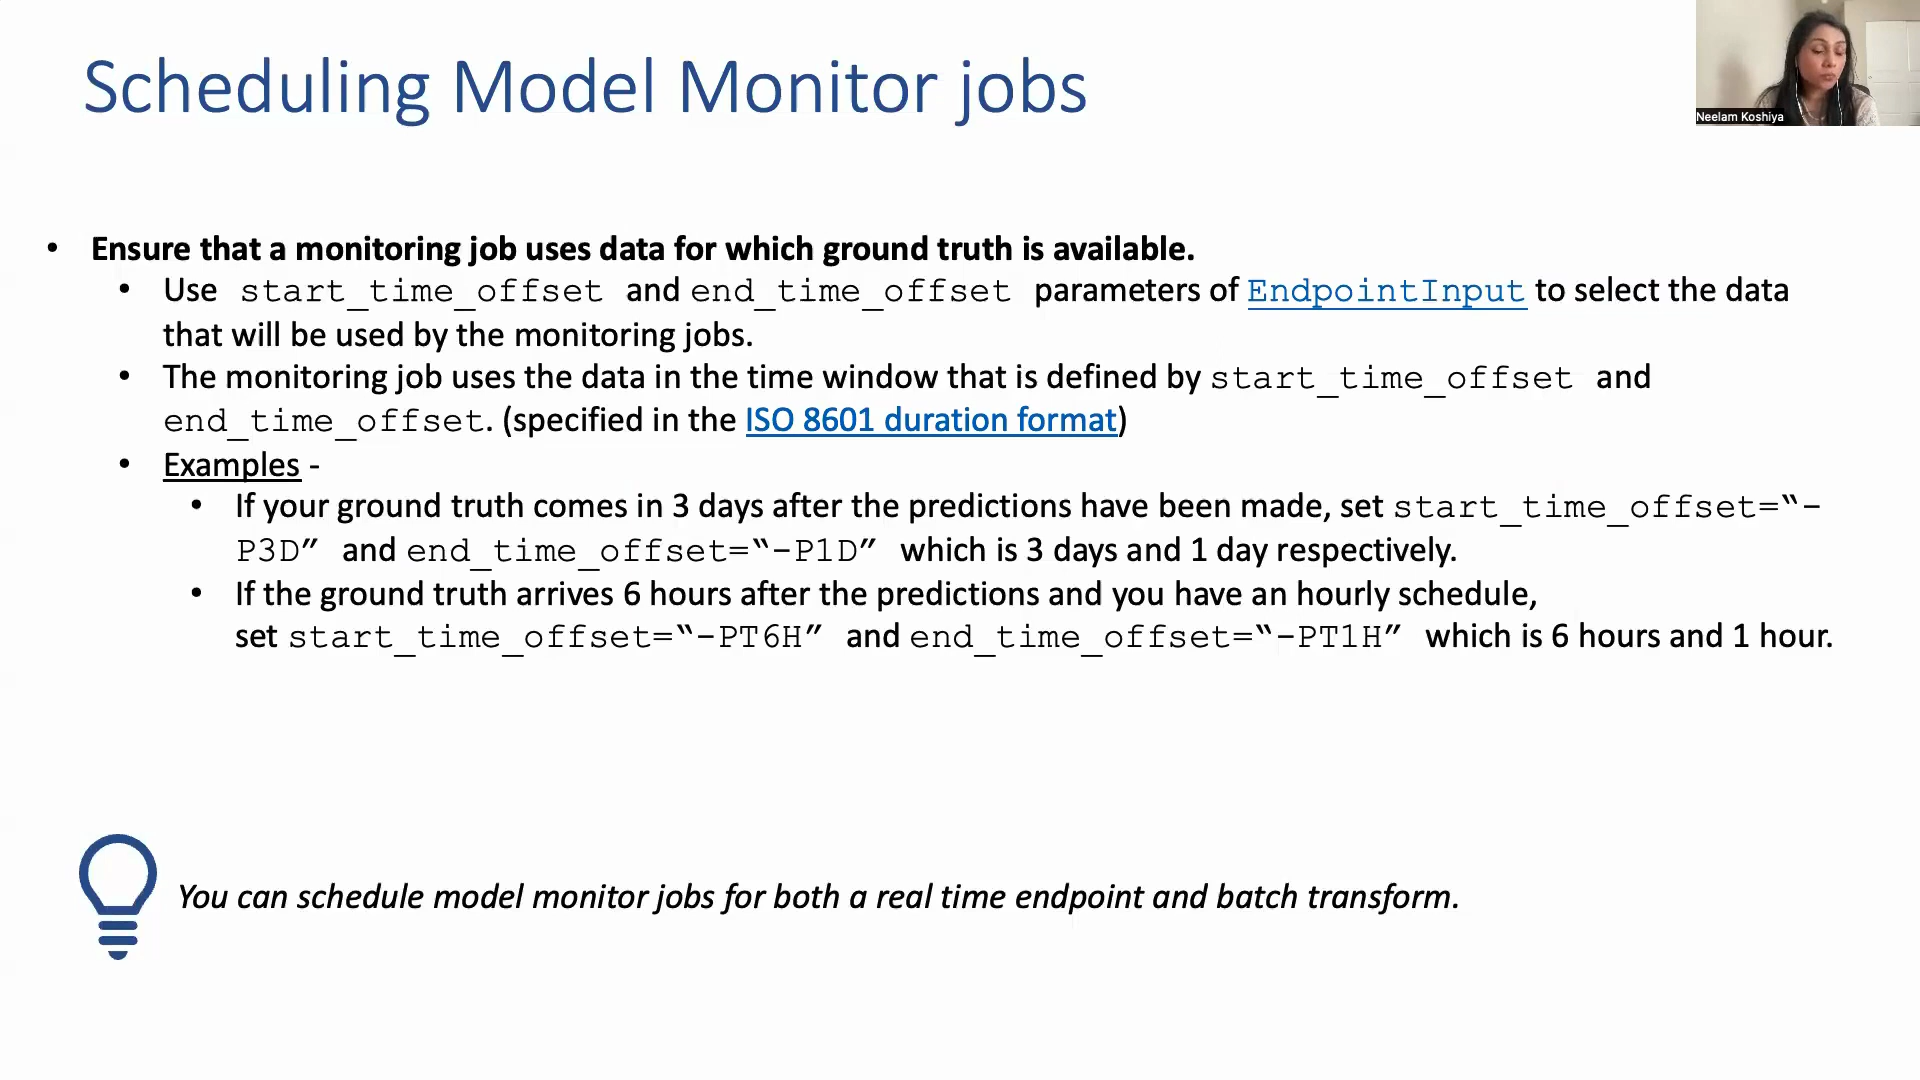 Scheduling Model Monitor jobs
Neelam Koshiya
• Ensure that a monitoring job uses data for which ground truth is available.
• Use start_time_offset and end_time_offset parameters of EndpointInput to select the data
that will be used by the monitoring jobs.
• The monitoring job uses the data in the time window that is defined by start_time_offset and
end_time_offset. (specified in the ISO 8601 duration format)
• Examples -
• If your ground truth comes in 3 days after the predictions have been made, set start_time_offset=“-
P3D” and end_time_offset=“-P1D” which is 3 days and 1 day respectively.
• If the ground truth arrives 6 hours after the predictions and you have an hourly schedule,
set start_time_offset=“-PT6H” and end_time_offset=“-PT1H” which is 6 hours and 1 hour.
You can schedule model monitor jobs for both a real time endpoint and batch transform.